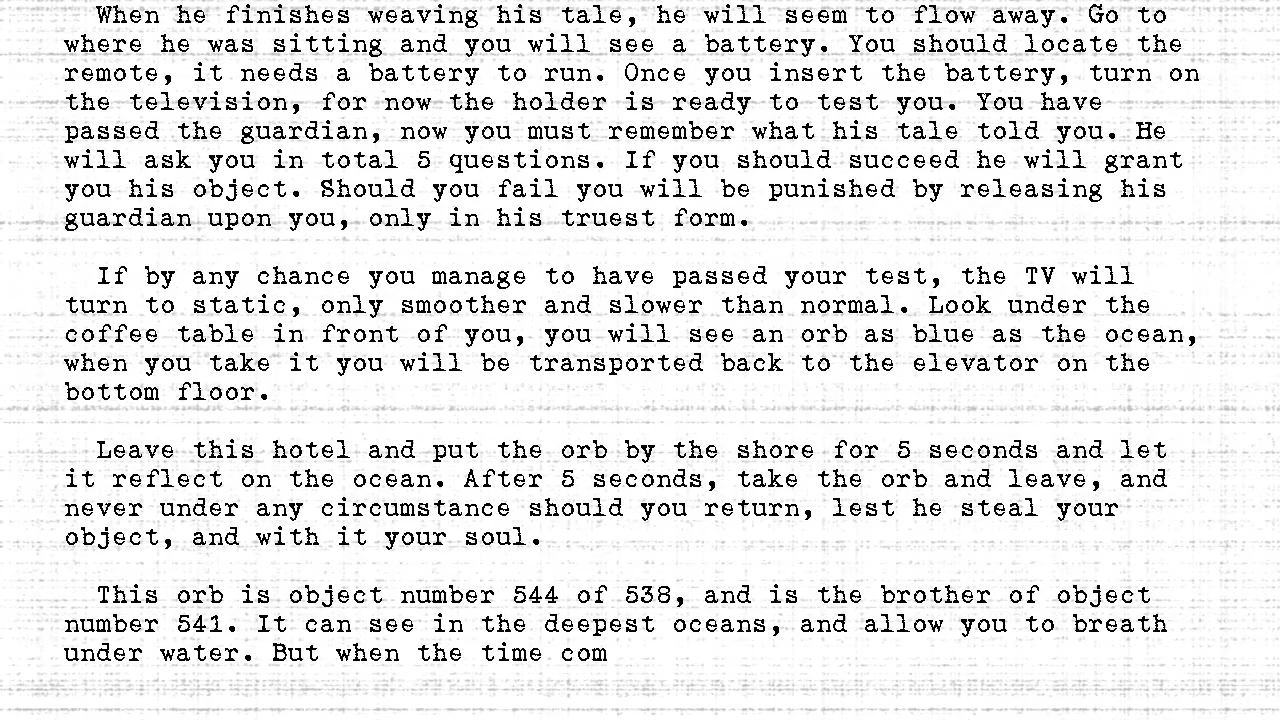 When he finishes weaving his tale, he will seem to flow away. Go to
where he was sitting and you will see a battery. You should locate the
remote, it needs a battery to run. Once you insert the battery, turn on
the television, for now the holder is ready to test you. You have
passed the guardian, now you must remember what his tale told you. He
will ask you in total 5 questions. If you should succeed he will grant
you his object. Should you fail you will be punished by releasing his
guardian upon you, only in his truest form.
If by any chance you manage to have passed your test, the TV will
turn to static, only smoother and slower than normal. Look under the
coffee table in front of you, you will see an orb as blue as the ocean,
when you take it you will be transported back to the elevator on the
bottom floor.
Leave this hotel and put the orb by the shore for 5 seconds and let
it reflect on the ocean. After 5 seconds, take the orb and leave, and
never under any circumstance should you return, lest he steal your
object, and with it your soul.
This orb is object number 544 of 538, and is the brother of object
number 541. It can see in the deepest oceans, and allow you to breath
under water. But when the time com